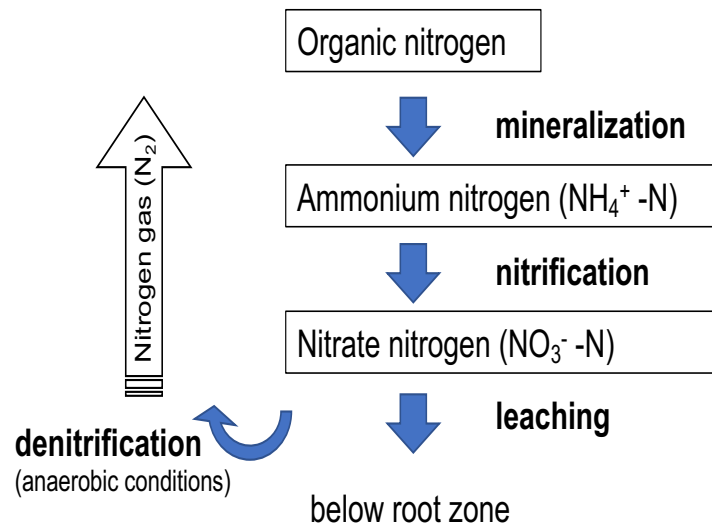 Organic nitrogen
mineralization
Ammonium nitrogen (NH₄⁺ -N)
nitrification
Nitrate nitrogen (NO₃⁻ -N)
leaching
below root zone
denitrification
(anaerobic conditions)
Nitrogen gas (N₂)